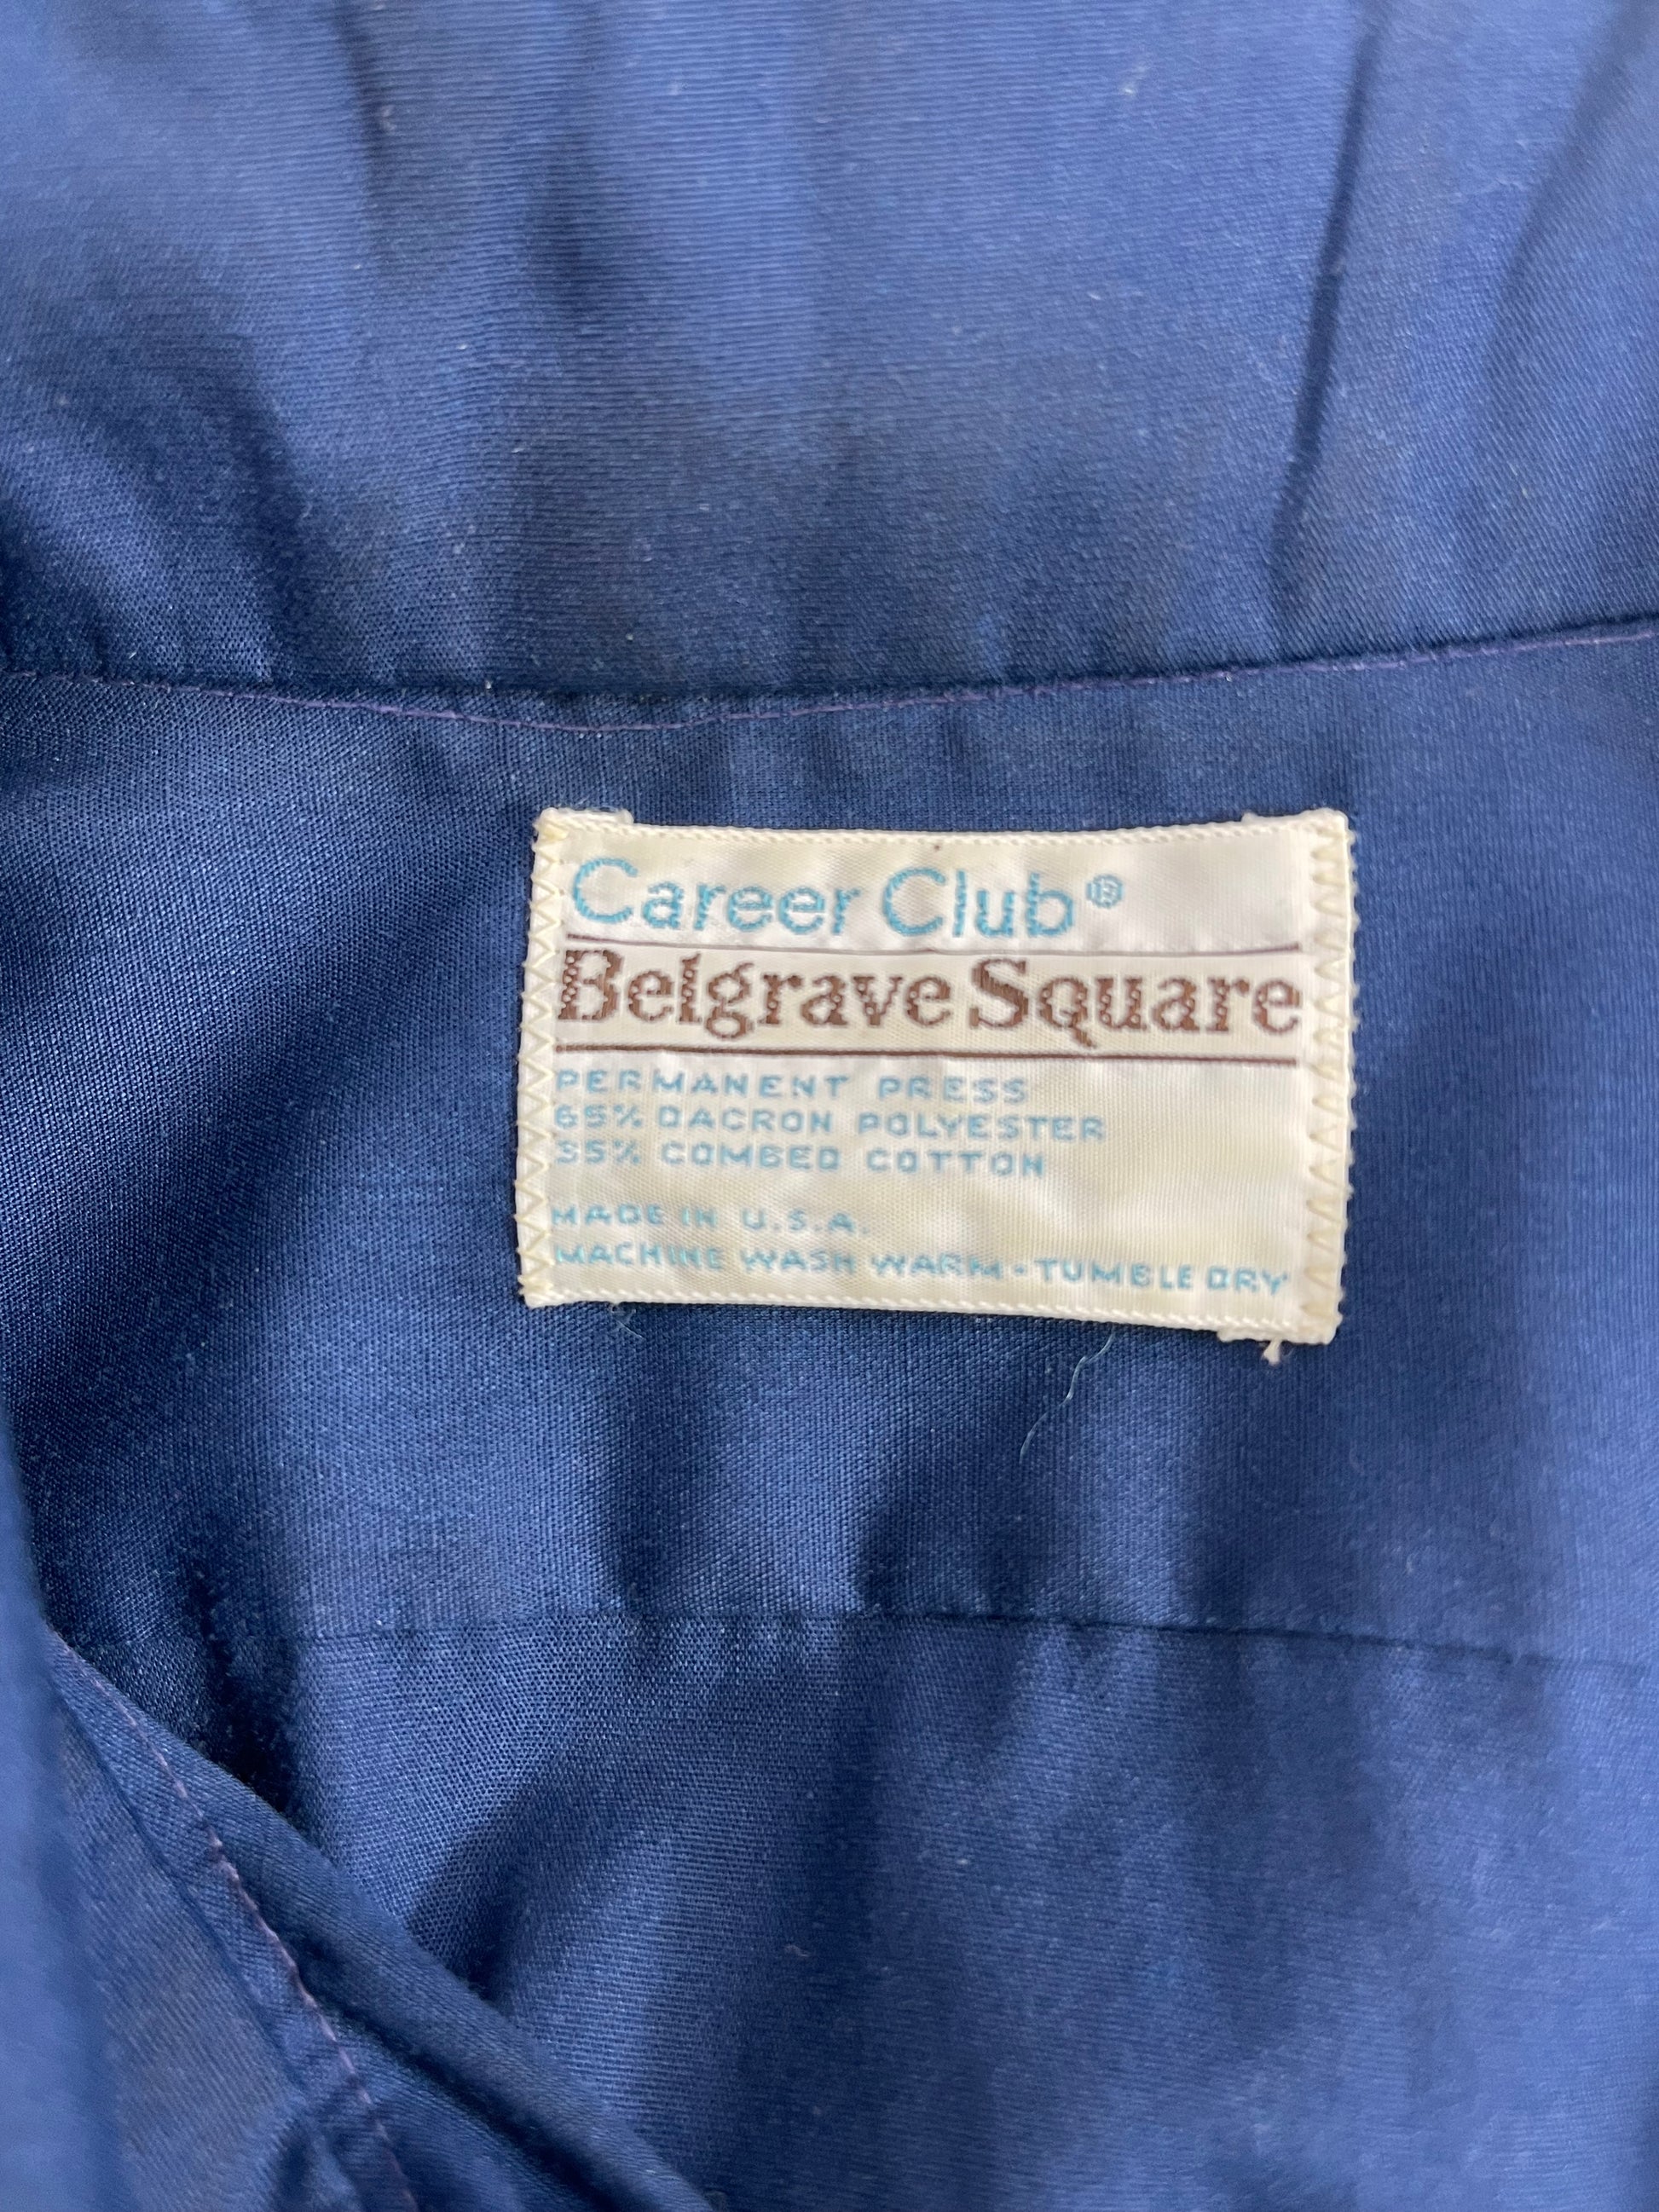 Career Club®
Belgrave Square
PERMANENT PRESS
65% DACRON POLYESTER
35% COMBED COTTON
MADE IN U.S.A.
MACHINE WASH WARM - TUMBLE DRY